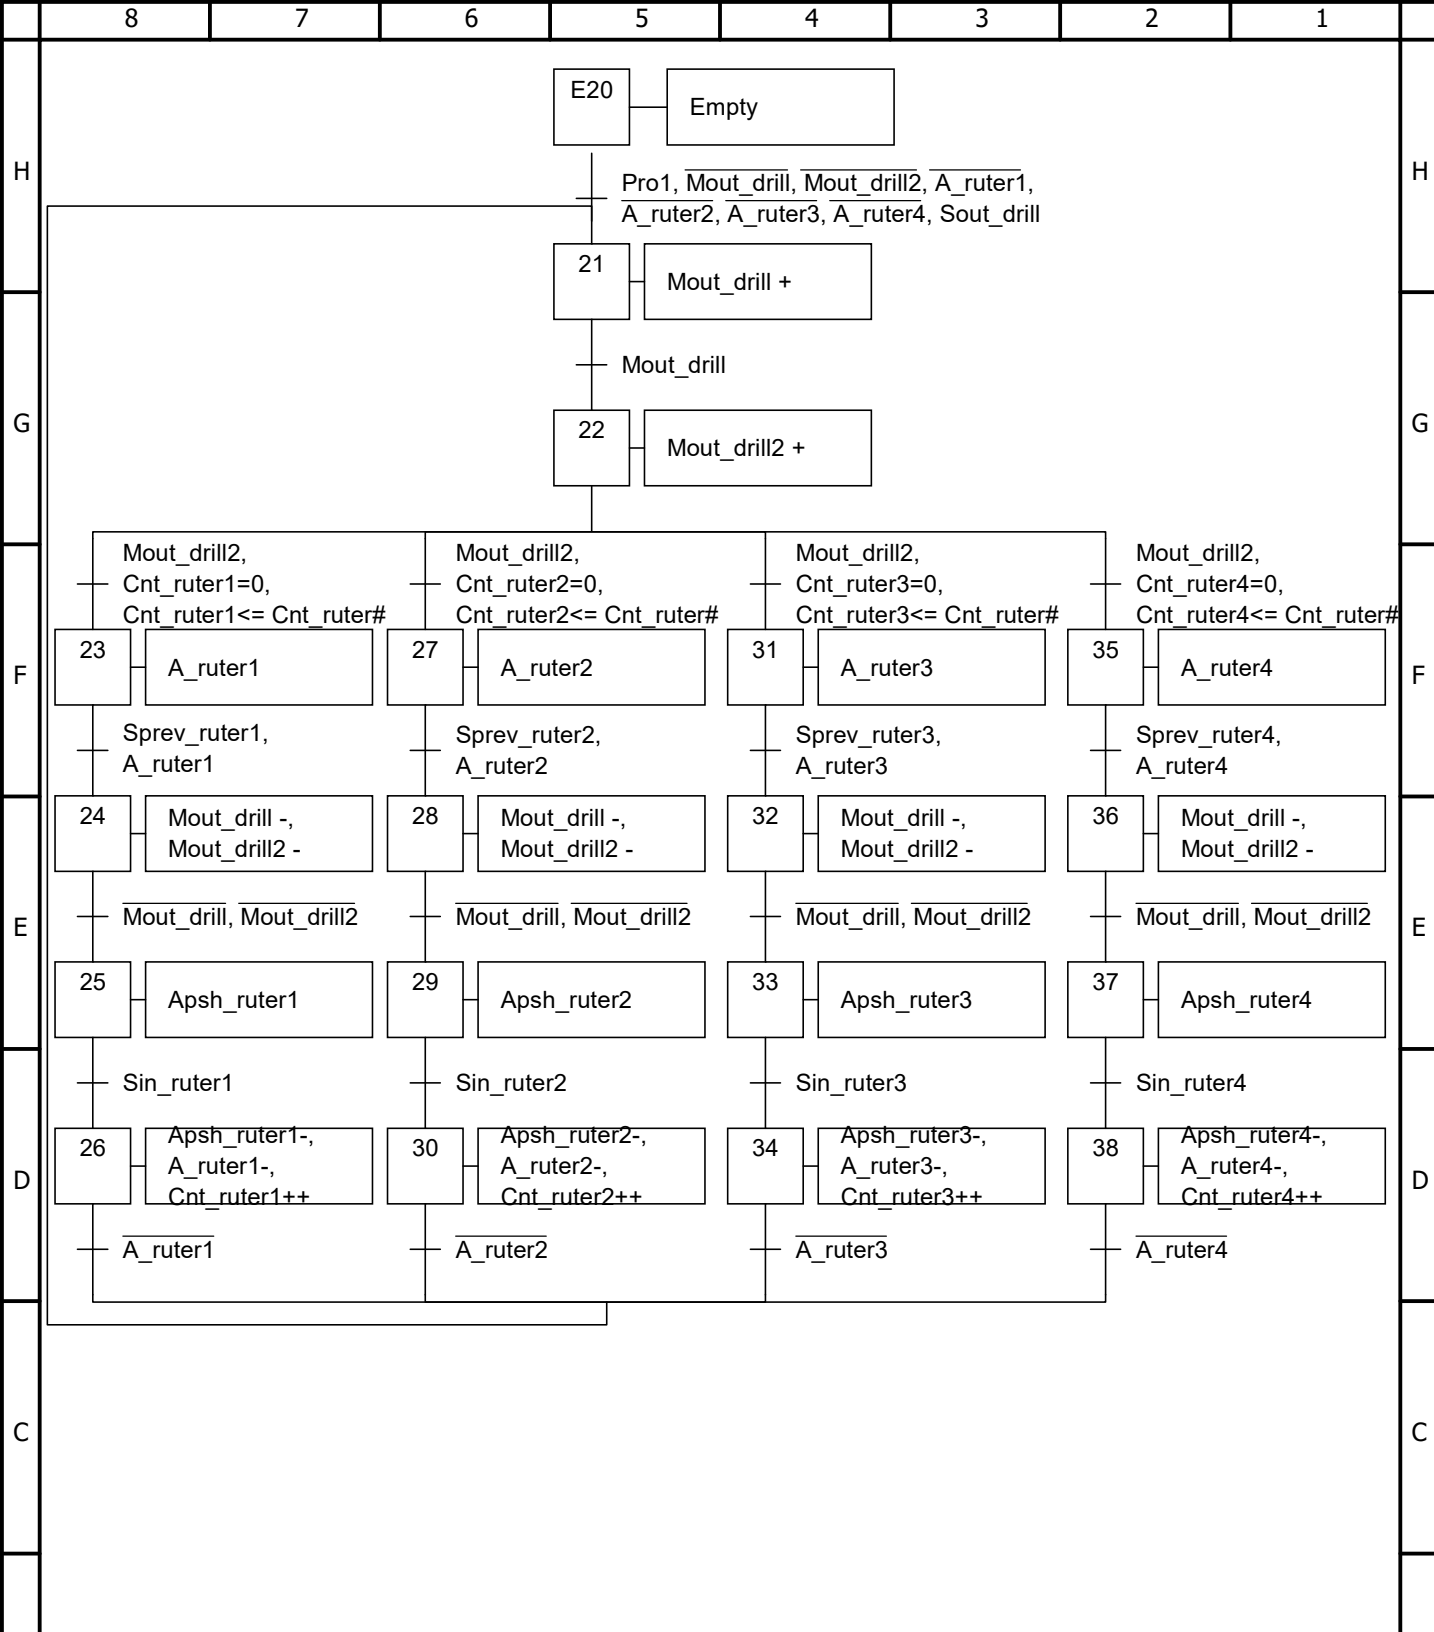 8 7 6 5 4 3 2 1
E20 Empty
H H
Pro1, Mout_drill, Mout_drill2, A_ruter1,
A_ruter2, A_ruter3, A_ruter4, Sout_drill
21 Mout_drill +
Mout_drill
G G
22 Mout_drill2 +
Mout_drill2, Mout_drill2, Mout_drill2, Mout_drill2,
Cnt_ruter1=0, Cnt_ruter2=0, Cnt_ruter3=0, Cnt_ruter4=0,
Cnt_ruter1<= Cnt_ruter# Cnt_ruter2<= Cnt_ruter# Cnt_ruter3<= Cnt_ruter# Cnt_ruter4<= Cnt_ruter#
23 A_ruter1 27 A_ruter2 31 A_ruter3 35 A_ruter4
F F
Sprev_ruter1, Sprev_ruter2, Sprev_ruter3, Sprev_ruter4,
A_ruter1 A_ruter2 A_ruter3 A_ruter4
24 Mout_drill -, 28 Mout_drill -, 32 Mout_drill -, 36 Mout_drill -,
Mout_drill2 - Mout_drill2 - Mout_drill2 - Mout_drill2 -
E Mout_drill, Mout_drill2 Mout_drill, Mout_drill2 Mout_drill, Mout_drill2 Mout_drill, Mout_drill2 E
25 Apsh_ruter1 29 Apsh_ruter2 33 Apsh_ruter3 37 Apsh_ruter4
Sin_ruter1 Sin_ruter2 Sin_ruter3 Sin_ruter4
26 Apsh_ruter1-, 30 Apsh_ruter2-, 34 Apsh_ruter3-, 38 Apsh_ruter4-,
D A_ruter1-, A_ruter2-, A_ruter3-, A_ruter4-, D
Cnt_ruter1++ Cnt_ruter2++ Cnt_ruter3++ Cnt_ruter4++
A_ruter1 A_ruter2 A_ruter3 A_ruter4
C C